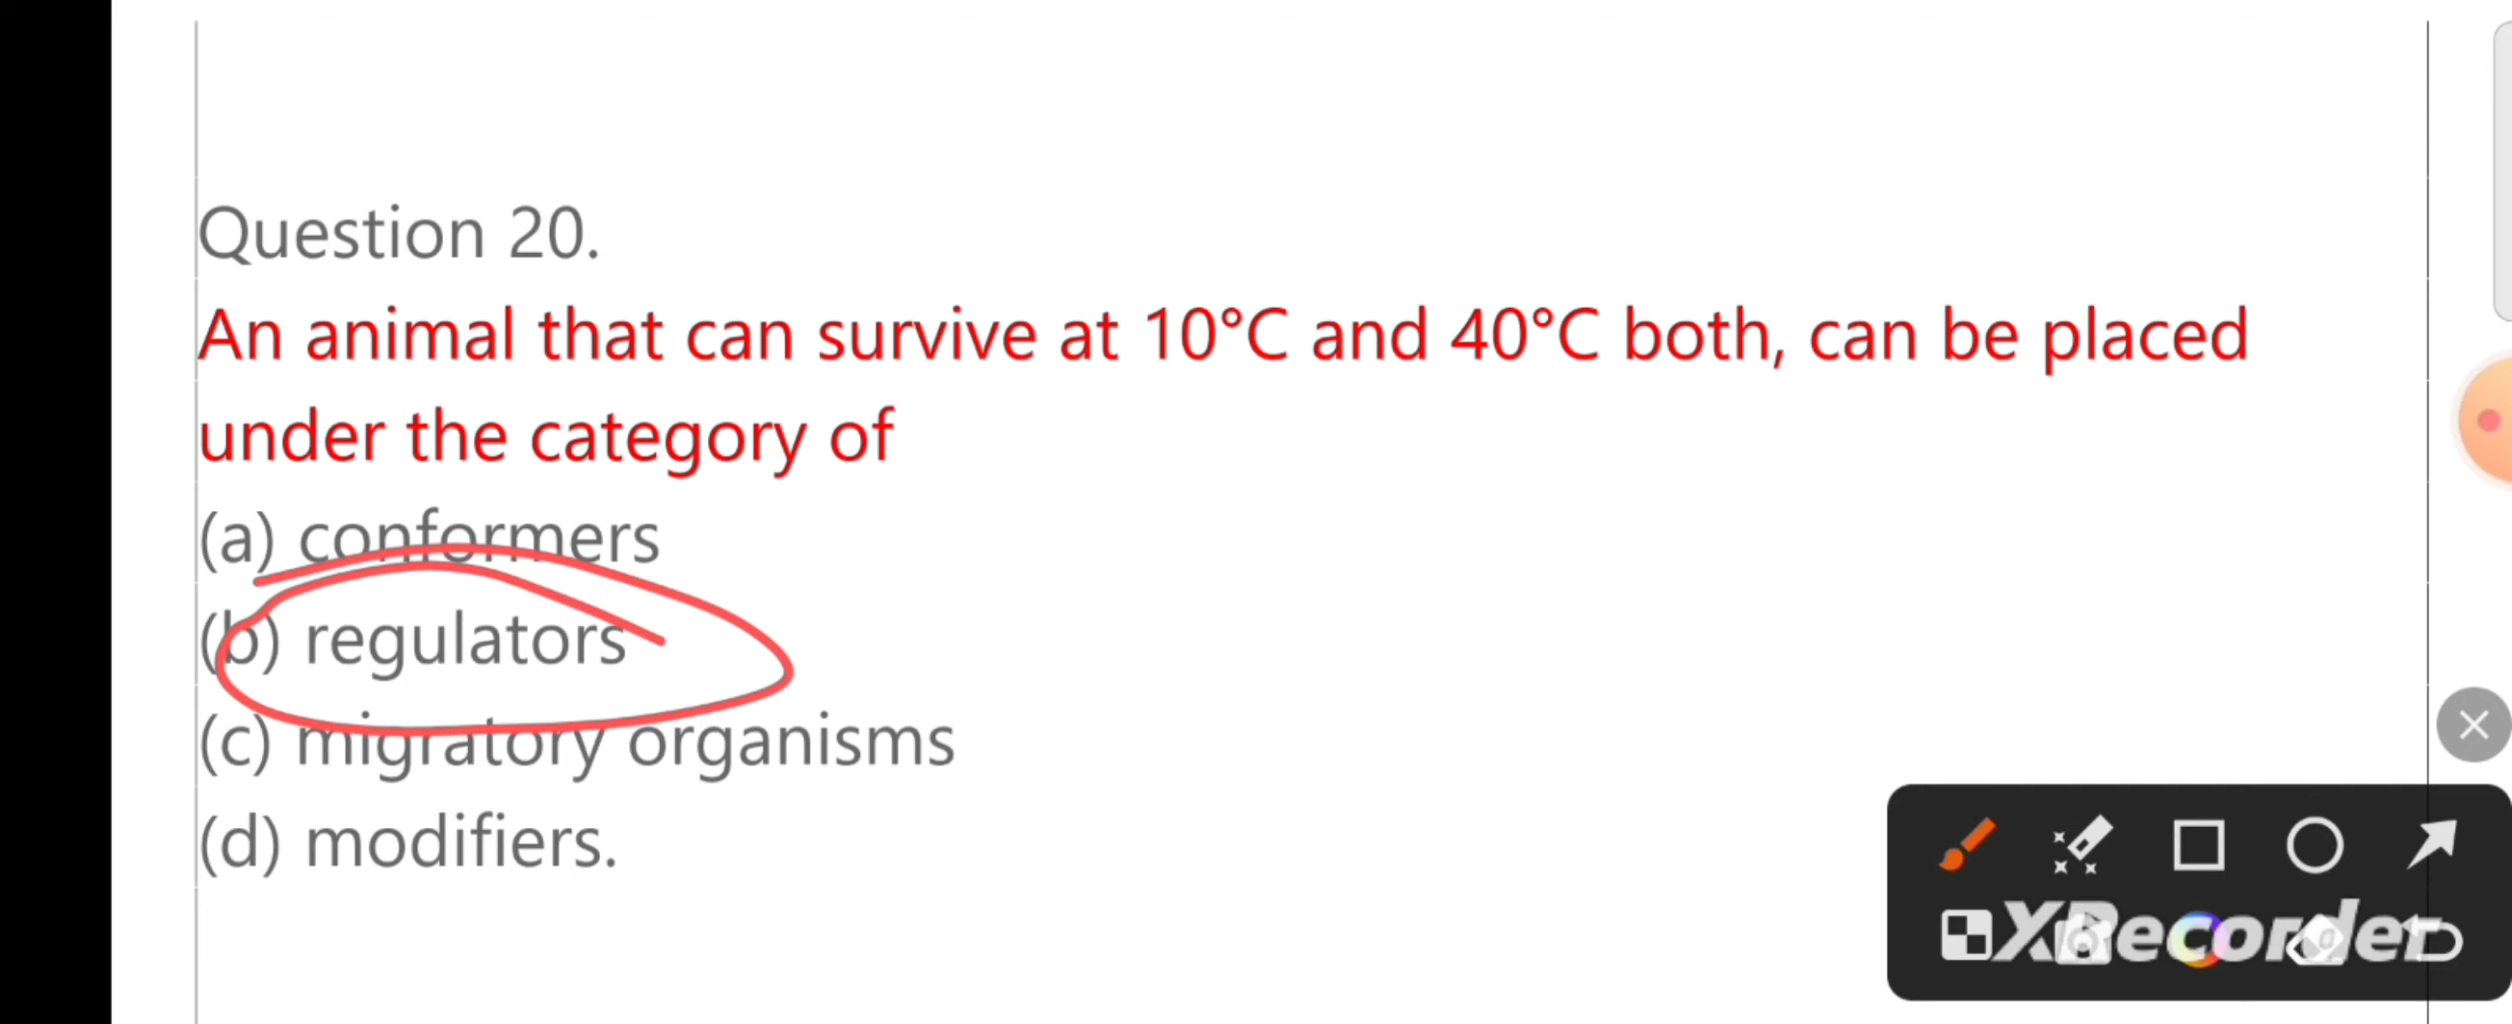 Question 20.
An animal that can survive at 10°C and 40°C both, can be placed
under the category of
(a) conformers
(b) regulators
(c) migratory organisms
(d) modifiers.
XRecorder